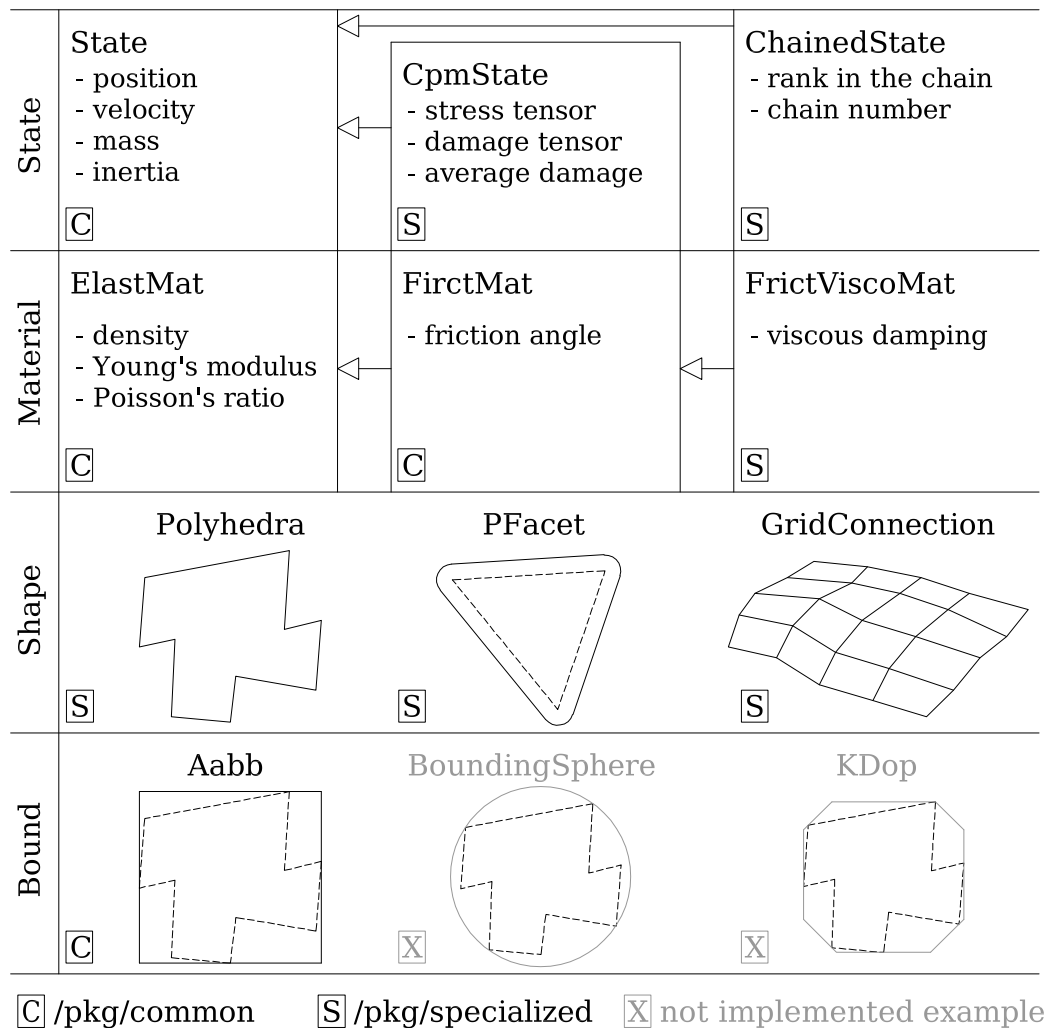 State
State
- position
- velocity
- mass
- inertia
C
CpmState
- stress tensor
- damage tensor
- average damage
S
ChainedState
- rank in the chain
- chain number
S
Material
ElastMat
- density
- Young's modulus
- Poisson's ratio
C
FirctMat
- friction angle
C
FrictViscoMat
- viscous damping
S
Shape
Polyhedra
S
PFacet
S
GridConnection
S
Bound
Aabb
C
BoundingSphere
X
KDop
X
C /pkg/common
S /pkg/specialized
X not implemented example